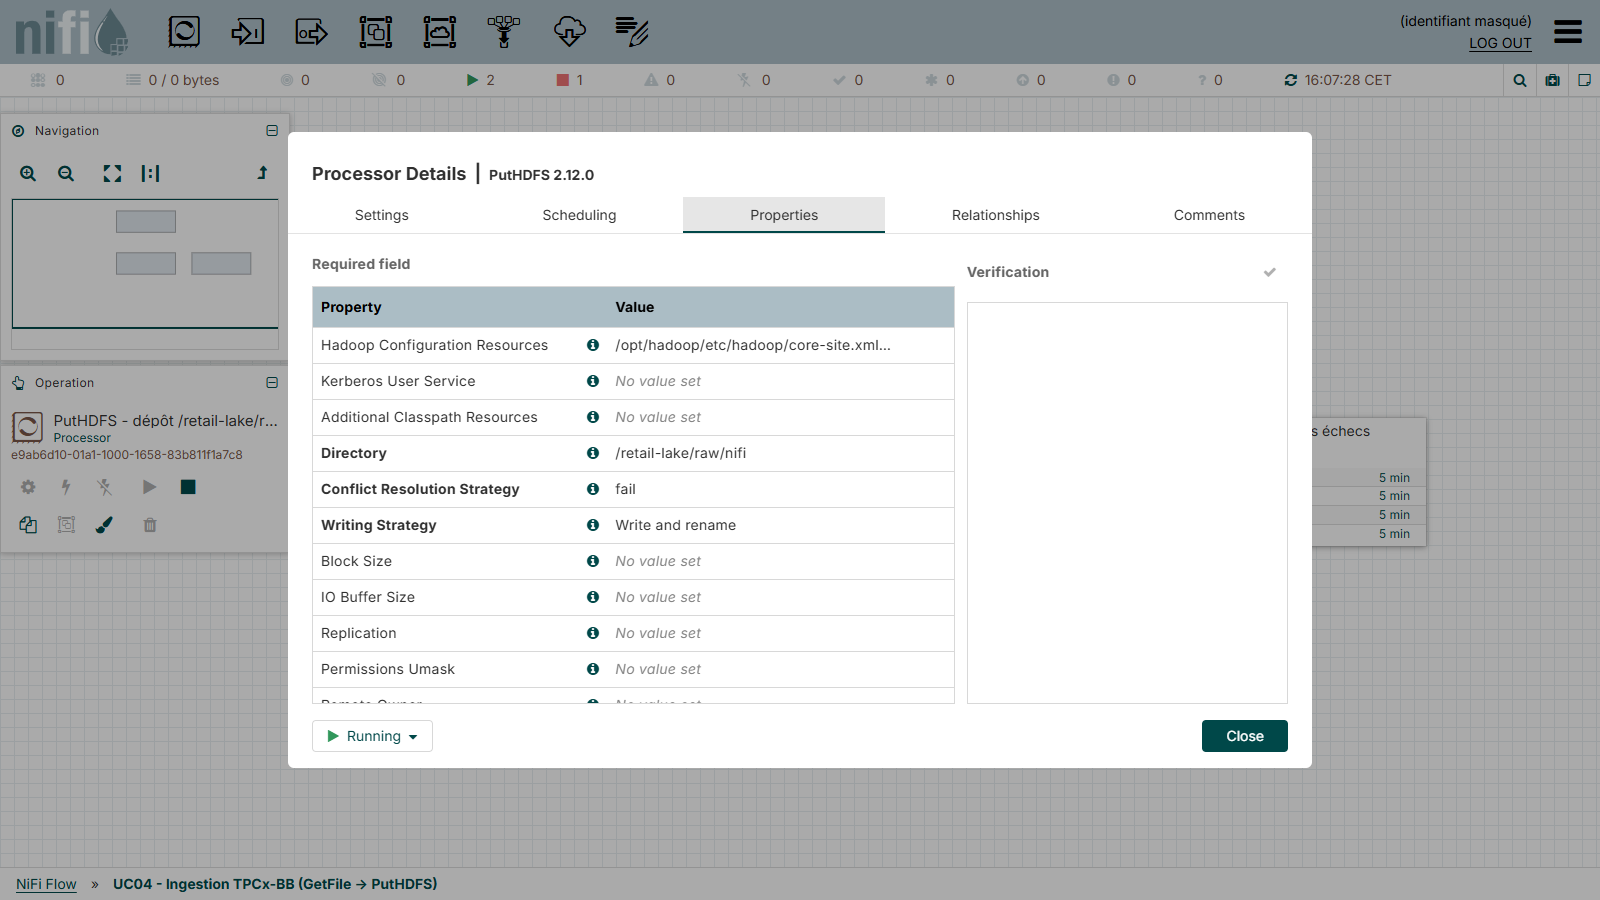 nifi
(identifiant masqué)
LOG OUT
0
0 / 0 bytes
0
0
2
1
0
0
0
0
0
0
0
16:07:28 CET
Navigation
Operation
PutHDFS - dépôt /retail-lake/r...
Processor
e9ab6d10-01a1-1000-1658-83b811f1a7c8
Processor Details | PutHDFS 2.12.0
Settings
Scheduling
Properties
Relationships
Comments
Required field
Verification
Property Value
Hadoop Configuration Resources /opt/hadoop/etc/hadoop/core-site.xml...
Kerberos User Service No value set
Additional Classpath Resources No value set
Directory /retail-lake/raw/nifi
Conflict Resolution Strategy fail
Writing Strategy Write and rename
Block Size No value set
IO Buffer Size No value set
Replication No value set
Permissions Umask No value set
Remote Owner No value set
Running
Close
s échecs
5 min
5 min
5 min
5 min
NiFi Flow » UC04 - Ingestion TPCx-BB (GetFile → PutHDFS)